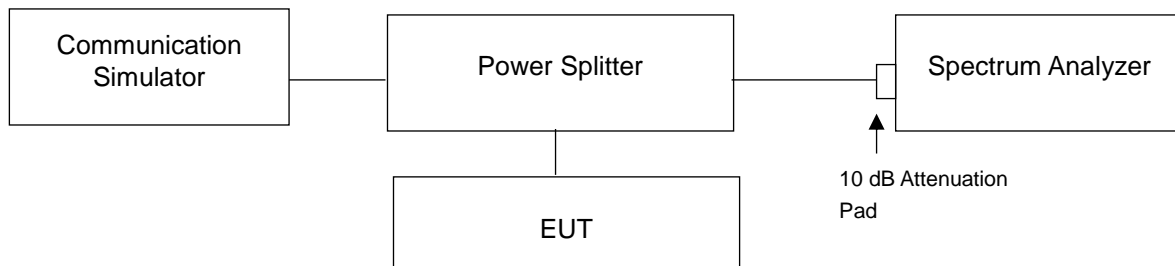 Communication
Simulator
Power Splitter
Spectrum Analyzer
10 dB Attenuation
Pad
EUT